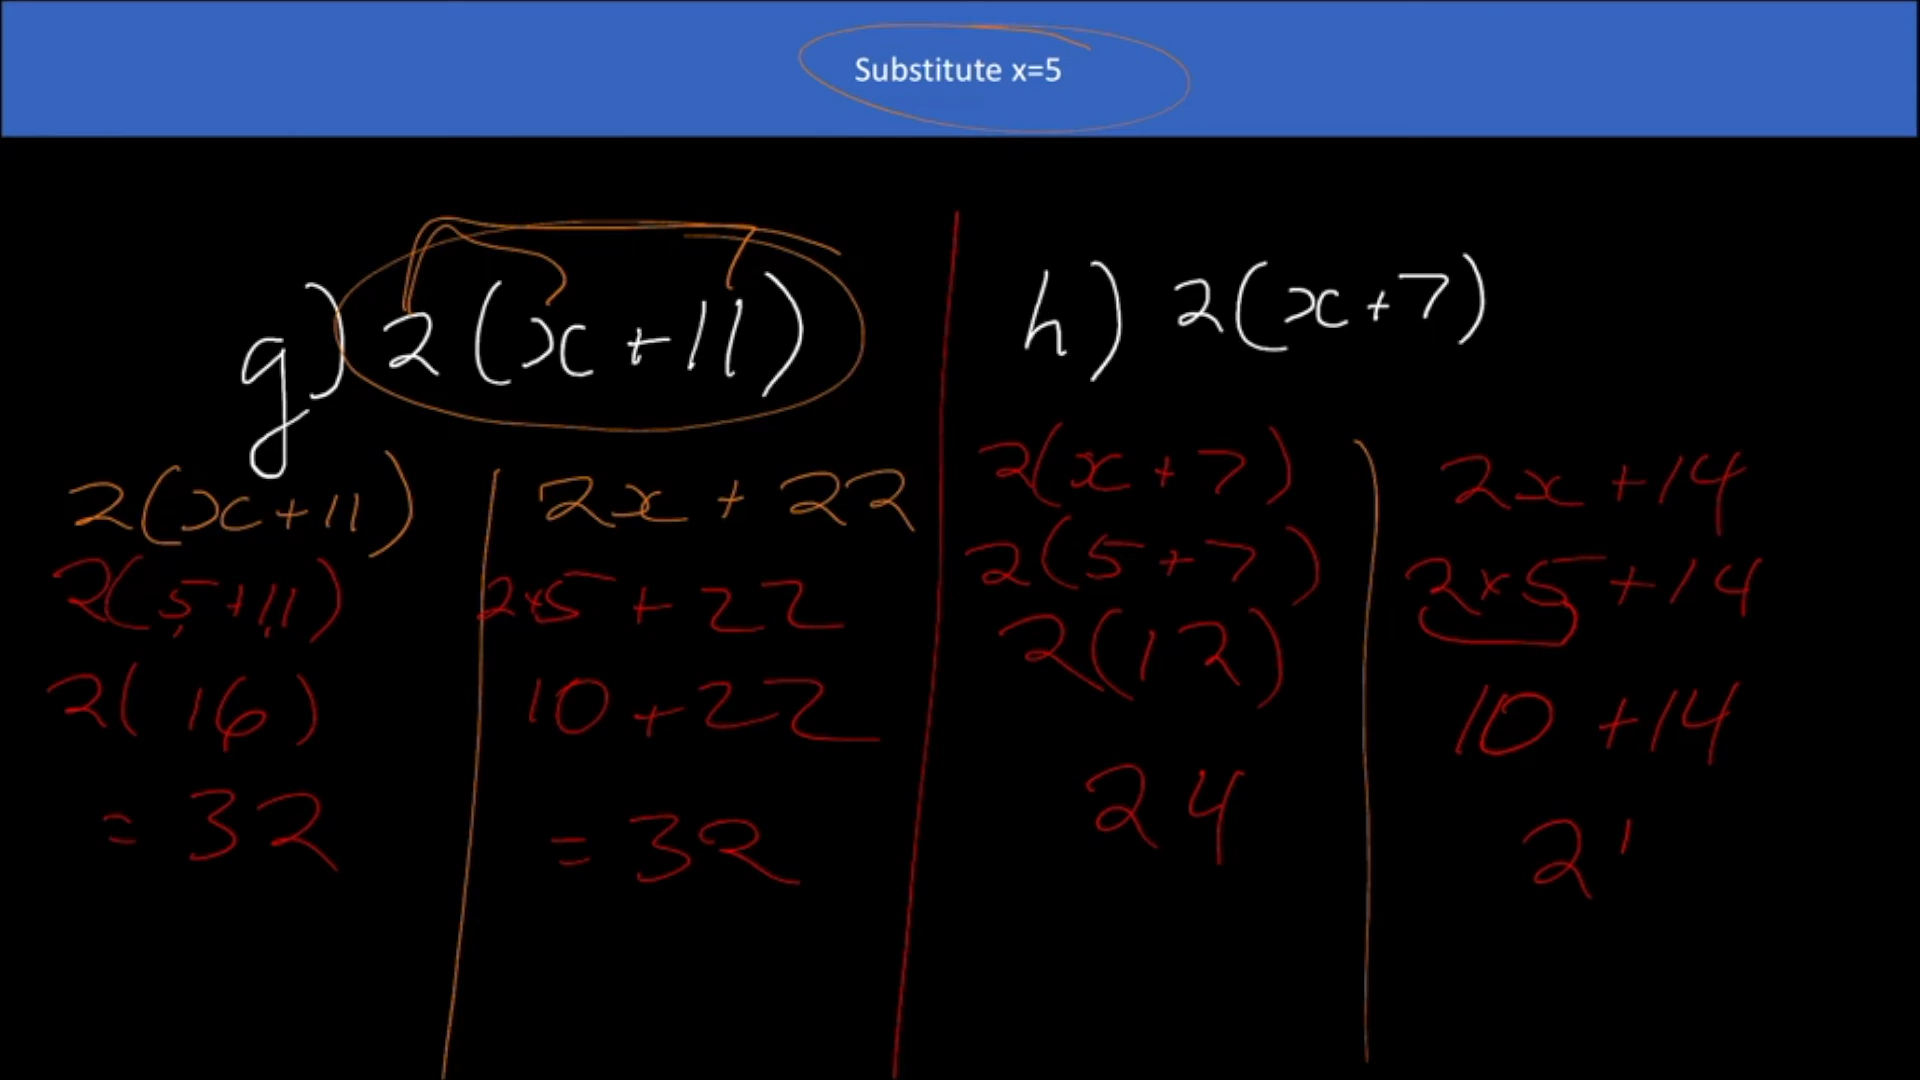 Substitute x=5
g) 2(x+11)
2(x+11)
2(5+11)
2(16)
= 32
2x + 22
2×5 + 22
10 + 22
= 32
h) 2(x+7)
2(x+7)
2(5+7)
2(12)
24
2x + 14
2×5 + 14
10 + 14
2